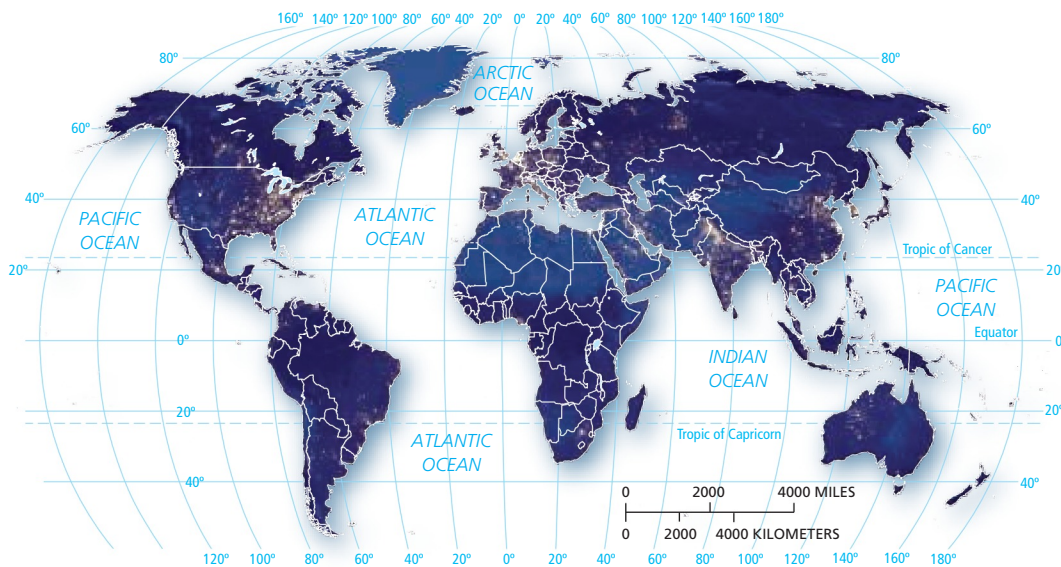 160° 140° 120° 100° 80° 60° 40° 20° 0° 20° 40° 60° 80° 100° 120° 140° 160° 180°
80° 80°
ARCTIC
OCEAN
60° 60°
40° 40°
PACIFIC
OCEAN
ATLANTIC
OCEAN
Tropic of Cancer
20° 20°
PACIFIC
OCEAN
Equator
0° 0
INDIAN
OCEAN
20° 20°
ATLANTIC
OCEAN
Tropic of Capricorn
40° 40°
0 2000 4000 MILES
0 2000 4000 KILOMETERS
120° 100° 80° 60° 40° 20° 0° 20° 40° 60° 80° 100° 120° 140° 160° 180°